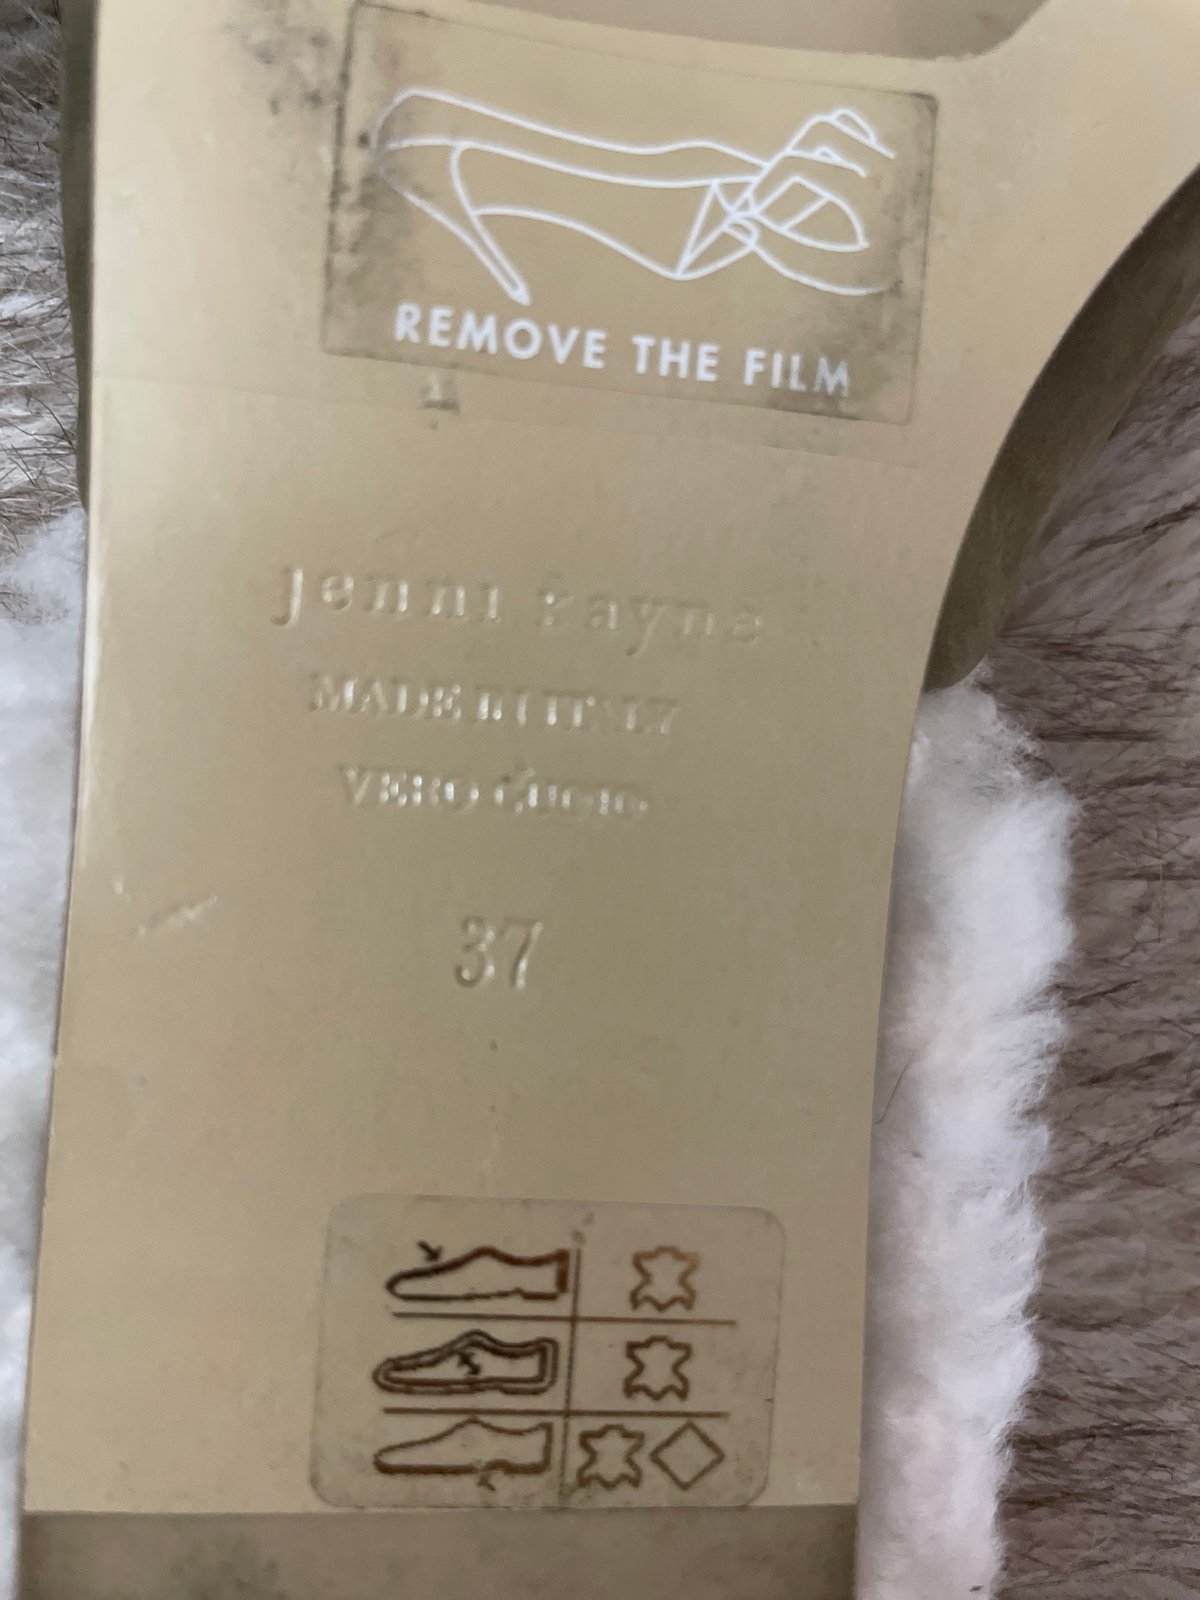 REMOVE THE FILM
jenni kayne
MADE IN ITALY
VERO CUOIO
37